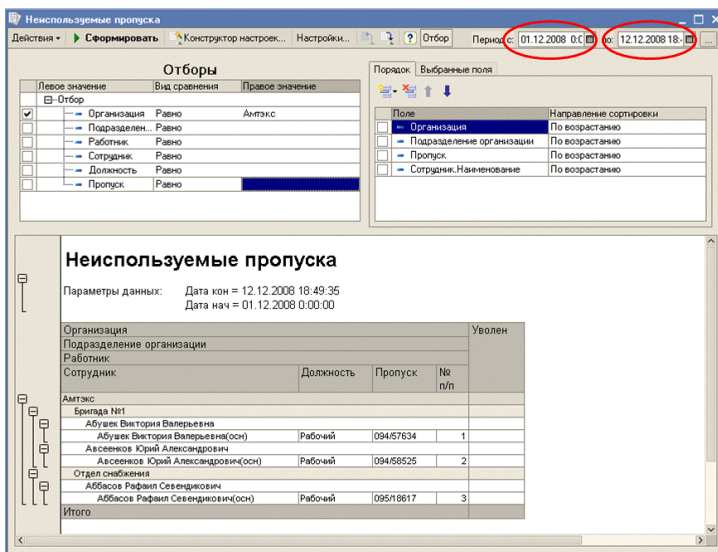 Неиспользуемые пропуска
Действия Сформировать Конструктор настроек... Настройки... Отбор Период с: 01.12.2008 0:0 по: 12.12.2008 18: ...
Отборы
Левое значение Вид сравнения Правое значение
Отбор
Организация Равно Амтэкс
Подразделен... Равно
Работник Равно
Сотрудник Равно
Должность Равно
Пропуск Равно
Порядок Выбранные поля
Поле Направление сортировки
Организация По возрастанию
Подразделение организации По возрастанию
Пропуск По возрастанию
Сотрудник.Наименование По возрастанию
Неиспользуемые пропуска
Параметры данных: Дата кон = 12.12.2008 18:49:35
Дата нач = 01.12.2008 0:00:00
Организация Уволен
Подразделение организации
Работник
Сотрудник Должность Пропуск № п/п
Амтэкс
Бригада №1
Абушек Виктория Валерьевна
Абушек Виктория Валерьевна(осн) Рабочий 094/57634 1
Авсеенков Юрий Александрович
Авсеенков Юрий Александрович(осн) Рабочий 094/58525 2
Отдел снабжения
Аббасов Рафаил Севендикович
Аббасов Рафаил Севендикович(осн) Рабочий 095/18617 3
Итого